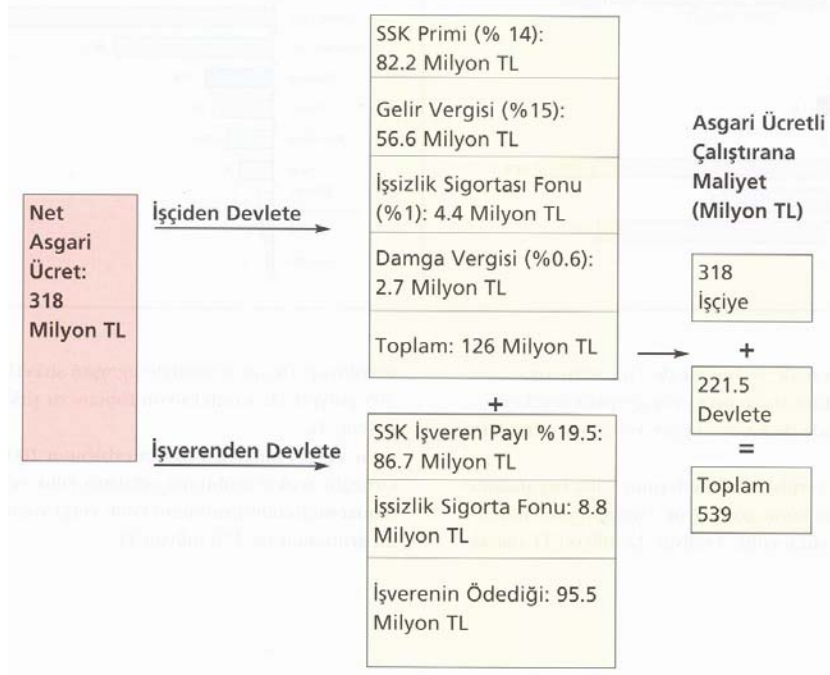 Net
Asgari
Ücret:
318
Milyon TL
İşçiden Devlete
SSK Primi (% 14):
82.2 Milyon TL
Gelir Vergisi (%15):
56.6 Milyon TL
İşsizlik Sigortası Fonu
(%1): 4.4 Milyon TL
Damga Vergisi (%0.6):
2.7 Milyon TL
Toplam: 126 Milyon TL
+
İşverenden Devlete
SSK İşveren Payı %19.5:
86.7 Milyon TL
İşsizlik Sigorta Fonu: 8.8
Milyon TL
İşverenin Ödediği: 95.5
Milyon TL
Asgari Ücretli
Çalıştırana
Maliyet
(Milyon TL)
318
İşçiye
+
221.5
Devlete
=
Toplam
539